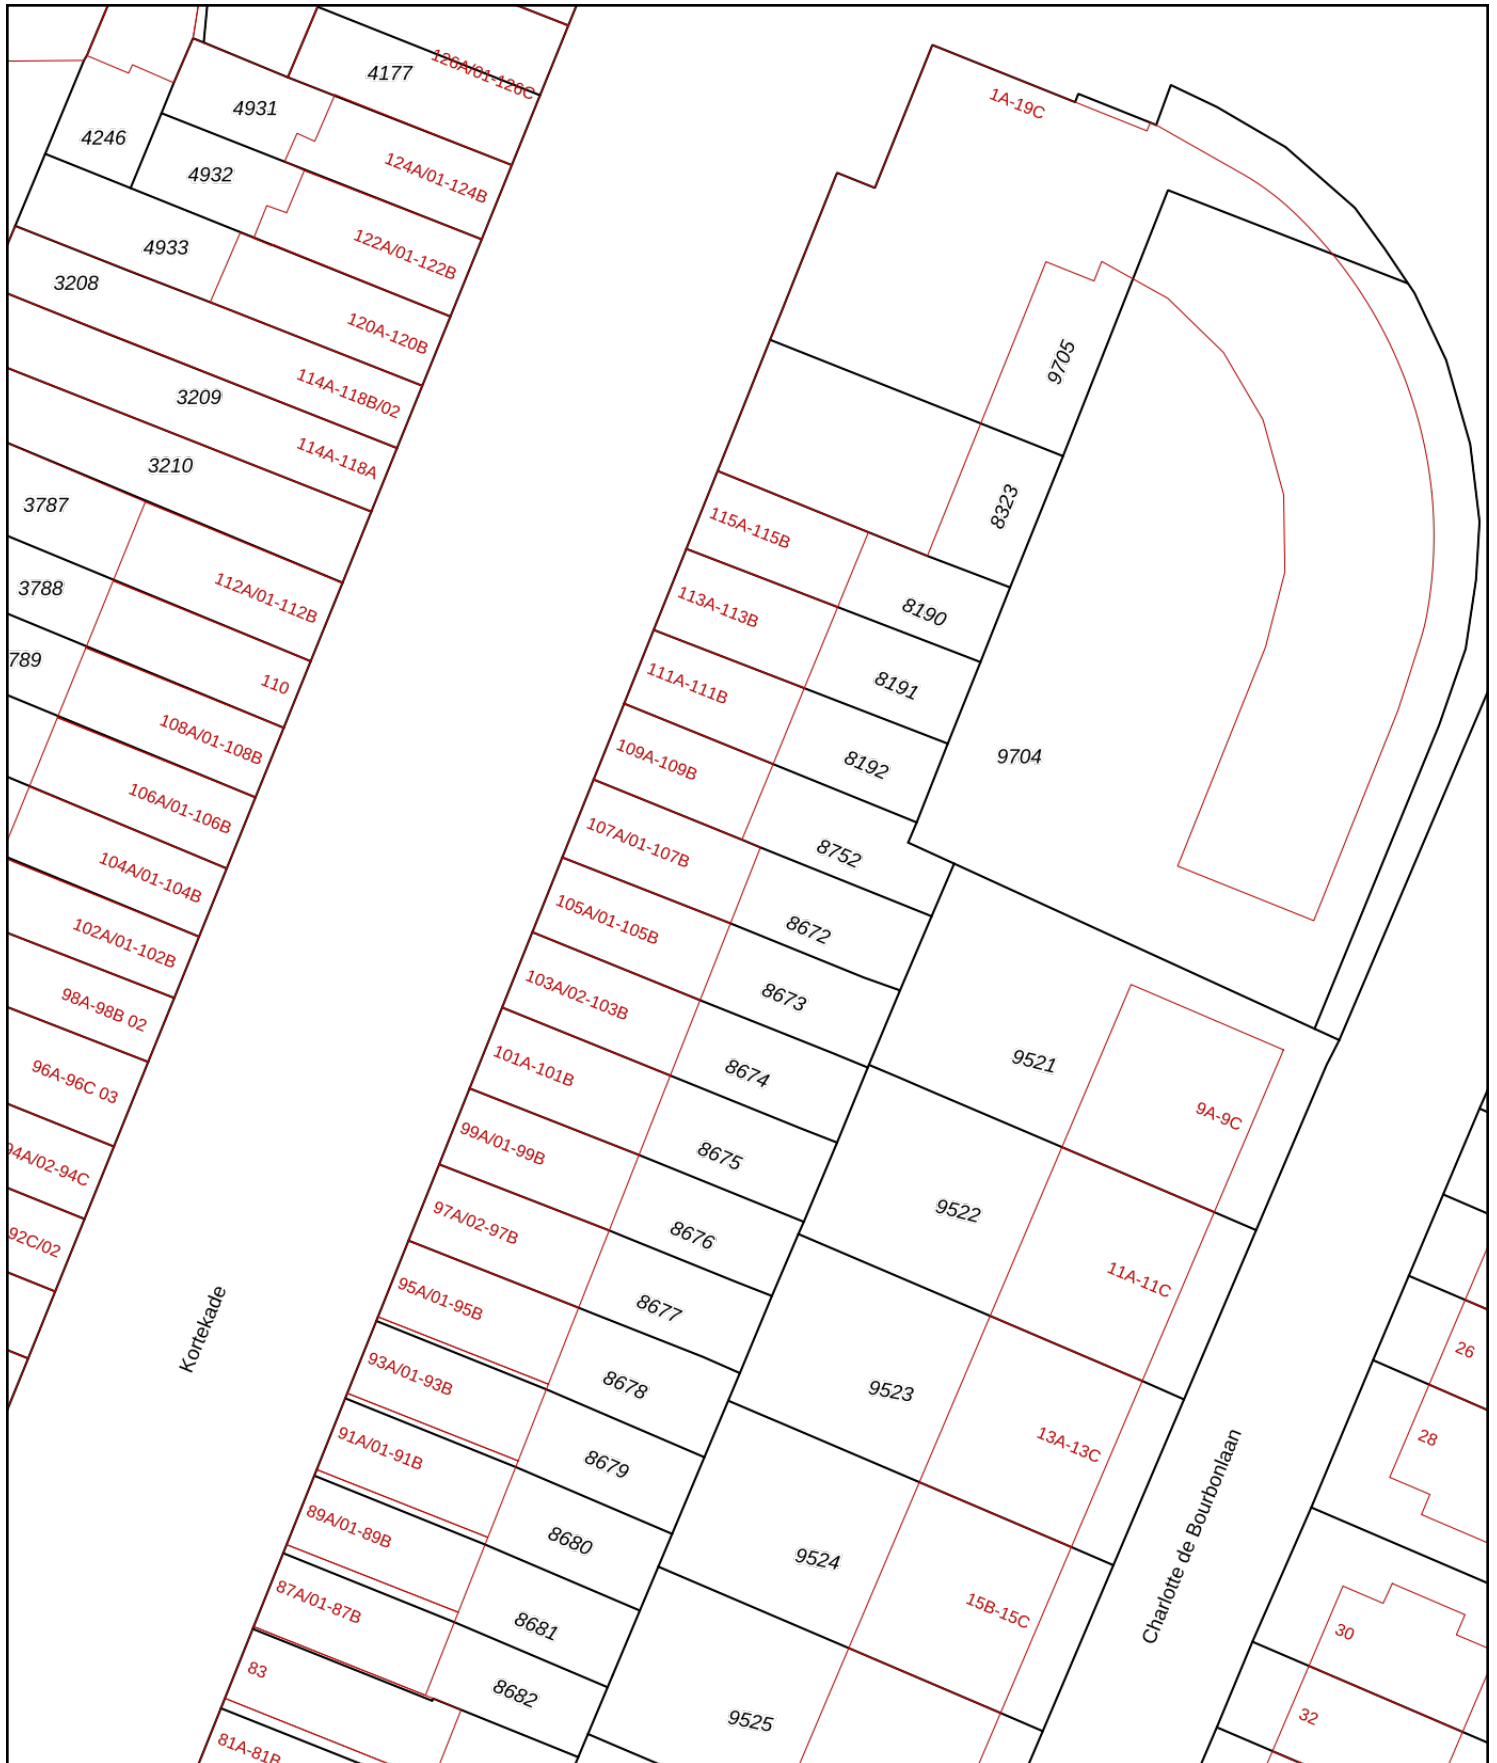 126A/01-126C
4177
4931
4246
124A/01-124B
4932
122A/01-122B
4933
3208
120A-120B
114A-118B/02
3209
114A-118A
3210
3787
112A/01-112B
3788
110
789
108A/01-108B
106A/01-106B
104A/01-104B
102A/01-102B
98A-98B 02
96A-96C 03
94A/02-94C
92C/02
Kortekade
1A-19C
9705
8323
115A-115B
8190
113A-113B
8191
111A-111B
8192
109A-109B
8752
107A/01-107B
8672
105A/01-105B
8673
103A/02-103B
8674
101A-101B
8675
99A/01-99B
8676
97A/02-97B
8677
95A/01-95B
8678
93A/01-93B
8679
91A/01-91B
8680
89A/01-89B
8681
87A/01-87B
8682
83
81A-81B
9704
9521
9A-9C
9522
11A-11C
9523
13A-13C
9524
15B-15C
9525
Charlotte de Bourbonlaan
26
28
30
32